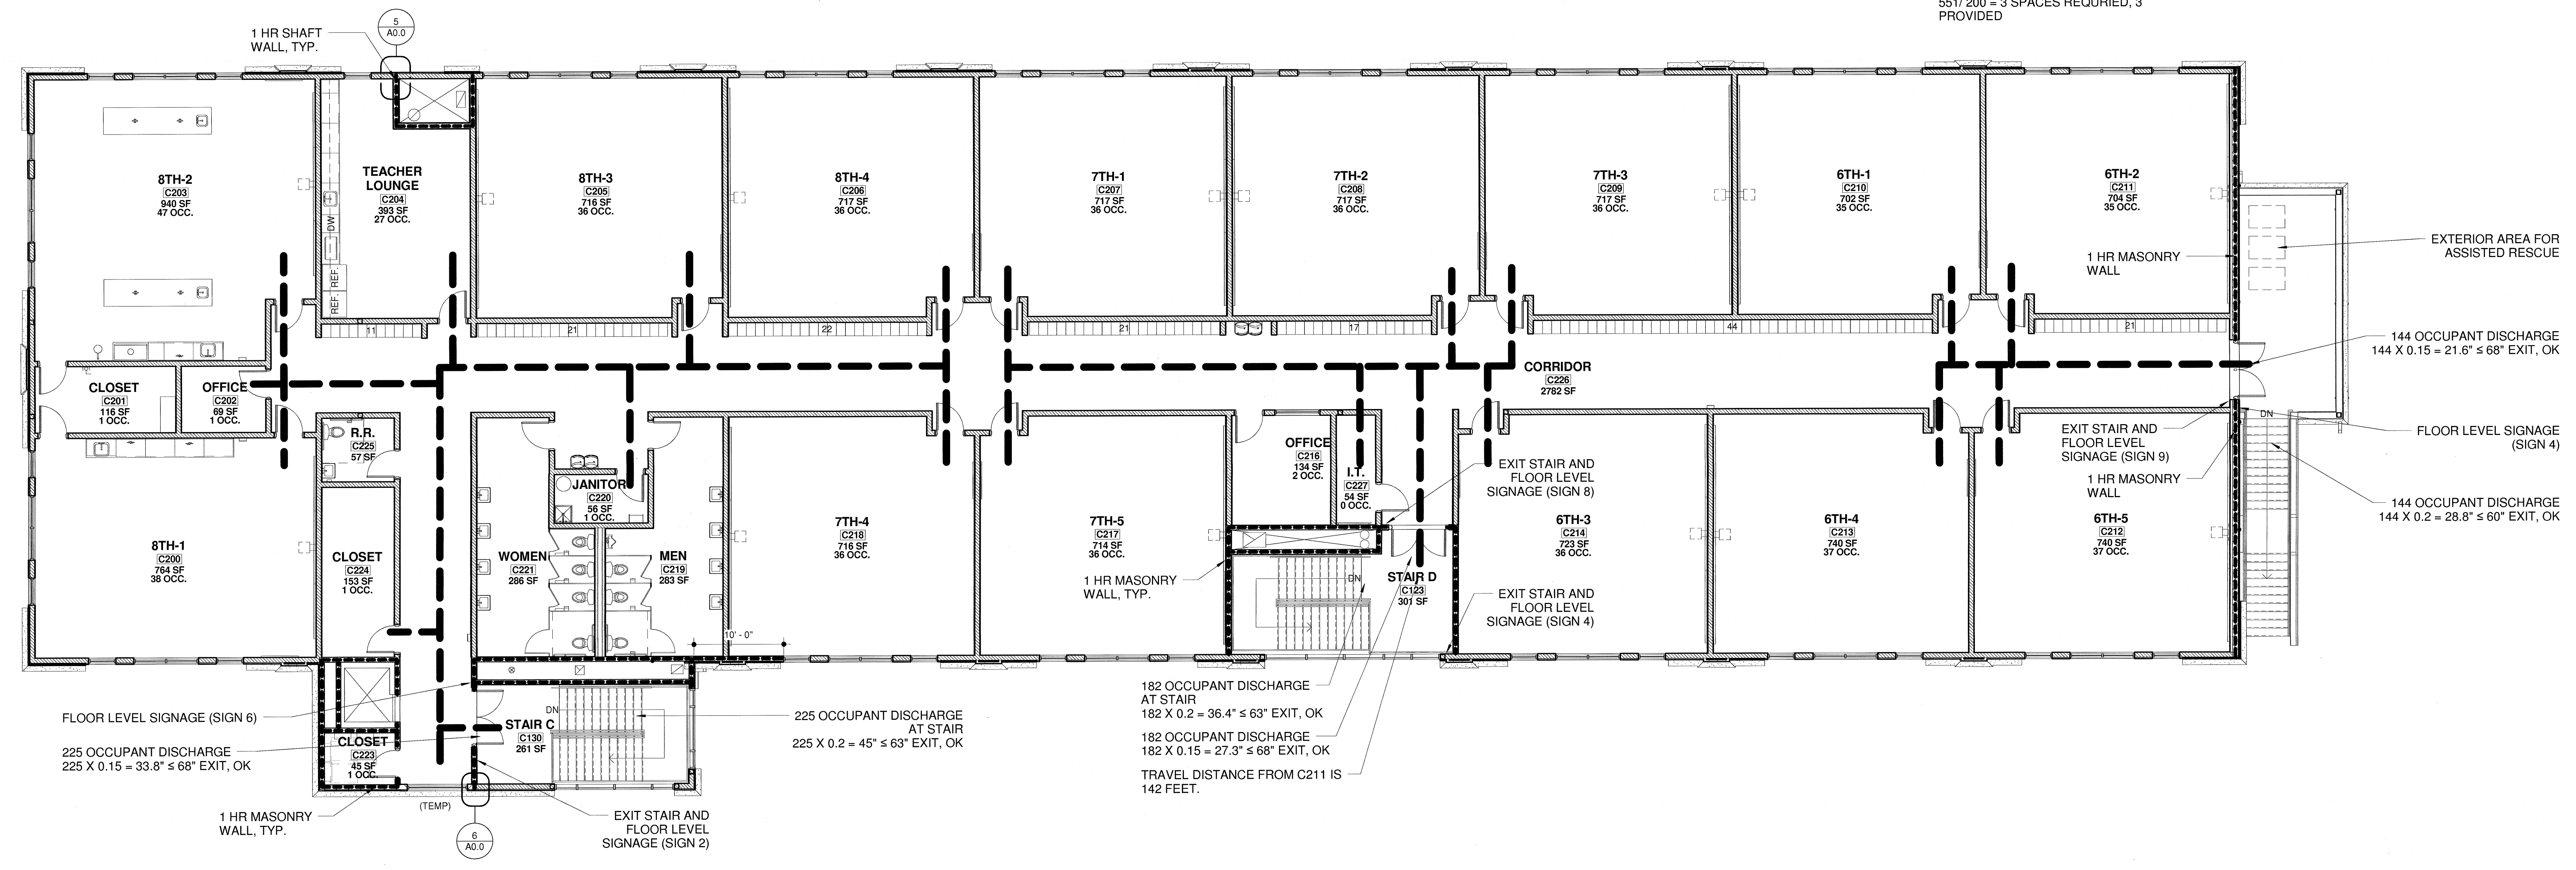 551/ 200 = 3 SPACES REQURIED, 3
PROVIDED
5
A0.0
1 HR SHAFT
WALL, TYP.
8TH-2
C203
940 SF
47 OCC.
TEACHER
LOUNGE
C204
393 SF
27 OCC.
DW
REF.
REF.
8TH-3
C205
716 SF
36 OCC.
8TH-4
C206
717 SF
36 OCC.
7TH-1
C207
717 SF
36 OCC.
7TH-2
C208
717 SF
36 OCC.
7TH-3
C209
717 SF
36 OCC.
6TH-1
C210
702 SF
35 OCC.
6TH-2
C211
704 SF
35 OCC.
1 HR MASONRY
WALL
EXTERIOR AREA FOR
ASSISTED RESCUE
11
21
22
21
17
44
21
144 OCCUPANT DISCHARGE
144 X 0.15 = 21.6" ≤ 68" EXIT, OK
CORRIDOR
C226
2782 SF
CLOSET
C201
116 SF
1 OCC.
OFFICE
C202
69 SF
1 OCC.
R.R.
C225
57 SF
OFFICE
C216
134 SF
2 OCC.
I.T.
C227
54 SF
0 OCC.
DN
EXIT STAIR AND
FLOOR LEVEL
SIGNAGE (SIGN 9)
FLOOR LEVEL SIGNAGE
(SIGN 4)
1 HR MASONRY
WALL
EXIT STAIR AND
FLOOR LEVEL
SIGNAGE (SIGN 8)
144 OCCUPANT DISCHARGE
144 X 0.2 = 28.8" ≤ 60" EXIT, OK
JANITOR
C220
56 SF
1 OCC.
8TH-1
C200
764 SF
38 OCC.
CLOSET
C224
153 SF
1 OCC.
WOMEN
C221
286 SF
MEN
C219
283 SF
7TH-4
C218
716 SF
36 OCC.
7TH-5
C217
714 SF
36 OCC.
6TH-3
C214
723 SF
36 OCC.
6TH-4
C213
740 SF
37 OCC.
6TH-5
C212
740 SF
37 OCC.
1 HR MASONRY
WALL, TYP.
DN
STAIR D
C123
301 SF
EXIT STAIR AND
FLOOR LEVEL
SIGNAGE (SIGN 4)
10' - 0"
182 OCCUPANT DISCHARGE
AT STAIR
182 X 0.2 = 36.4" ≤ 63" EXIT, OK
182 OCCUPANT DISCHARGE
182 X 0.15 = 27.3" ≤ 68" EXIT, OK
TRAVEL DISTANCE FROM C211 IS
142 FEET.
FLOOR LEVEL SIGNAGE (SIGN 6)
225 OCCUPANT DISCHARGE
225 X 0.15 = 33.8" ≤ 68" EXIT, OK
DN
STAIR C
C130
261 SF
225 OCCUPANT DISCHARGE
AT STAIR
225 X 0.2 = 45" ≤ 63" EXIT, OK
CLOSET
C223
45 SF
1 OCC.
(TEMP)
1 HR MASONRY
WALL, TYP.
EXIT STAIR AND
FLOOR LEVEL
SIGNAGE (SIGN 2)
6
A0.0